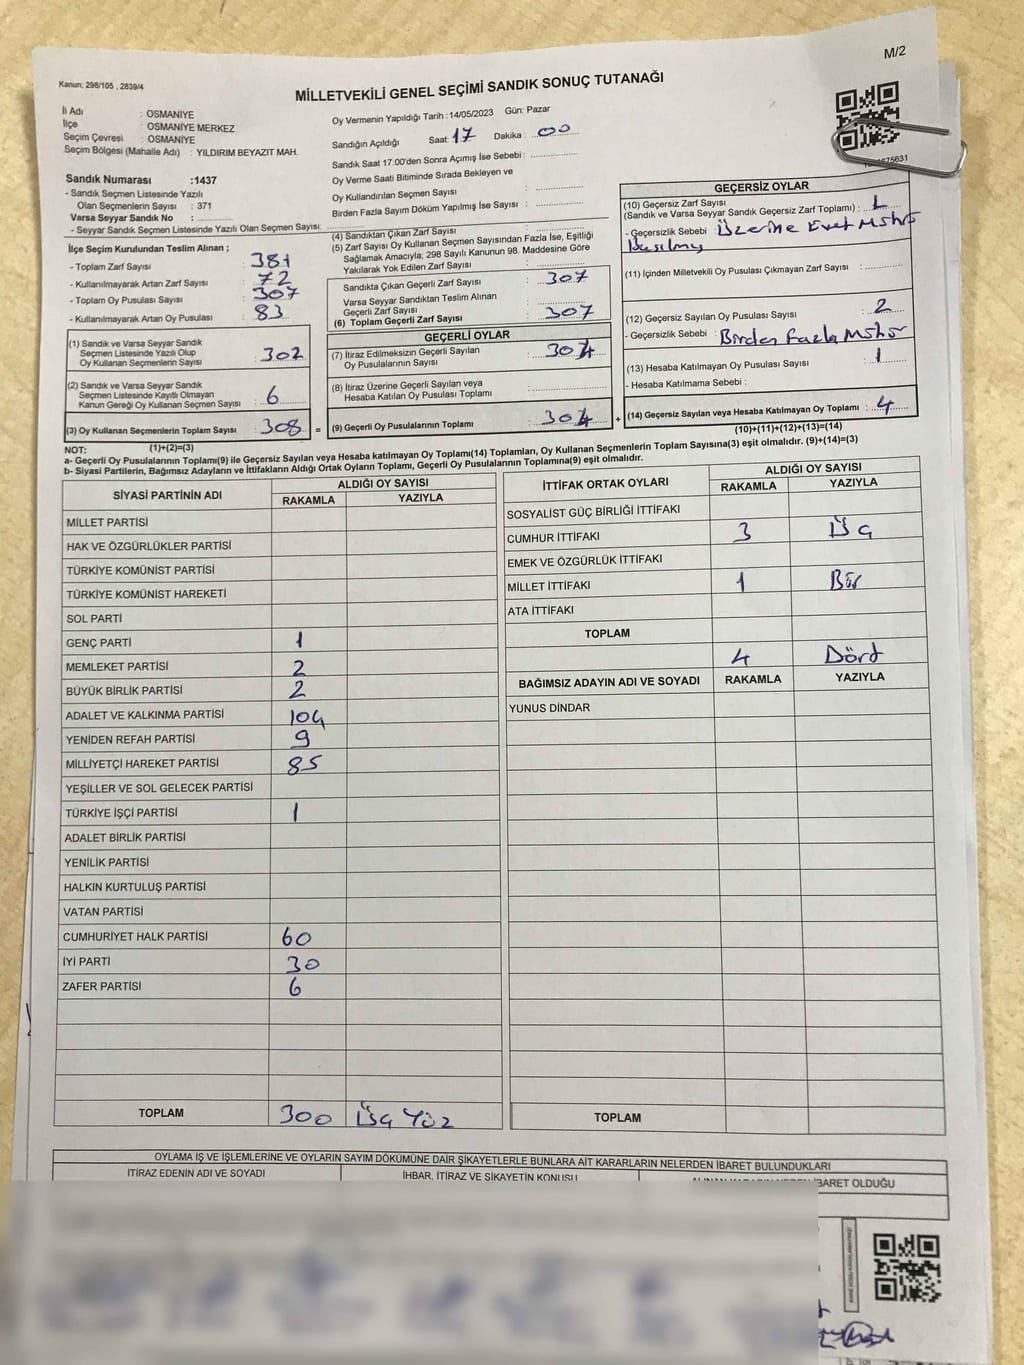 M/2
Kanun; 298/105 , 2839/4
MİLLETVEKİLİ GENEL SEÇİMİ SANDIK SONUÇ TUTANAĞI
İl Adı : OSMANİYE
İlçe : OSMANİYE MERKEZ
Seçim Çevresi : OSMANİYE
Seçim Bölgesi (Mahalle Adı) : YILDIRIM BEYAZIT MAH.
Oy Vermenin Yapıldığı Tarih :14/05/2023 Gün: Pazar
Sandığın Açıldığı Saat: 17 Dakika : 00
Sandık Saat 17:00'den Sonra Açımış İse Sebebi :
Oy Verme Saati Bitiminde Sırada Bekleyen ve
Oy Kullandırılan Seçmen Sayısı :
Birden Fazla Sayım Döküm Yapılmış İse Sayısı :
Sandık Numarası :1437
- Sandık Seçmen Listesinde Yazılı
Olan Seçmenlerin Sayısı : 371
Varsa Seyyar Sandık No :
- Seyyar Sandık Seçmen Listesinde Yazılı Olan Seçmen Sayısı:
İlçe Seçim Kurulundan Teslim Alınan ;
- Toplam Zarf Sayısı : 381
- Kullanılmayarak Artan Zarf Sayısı : 72
- Toplam Oy Pusulası Sayısı : 307
- Kullanılmayarak Artan Oy Pusulası : 83
(1) Sandık ve Varsa Seyyar Sandık
Seçmen Listesinde Yazılı Olup
Oy Kullanan Seçmenlerin Sayısı : 302
(2) Sandık ve Varsa Seyyar Sandık
Seçmen Listesinde Kayıtlı Olmayan
Kanun Gereği Oy Kullanan Seçmen Sayısı : 6
(3) Oy Kullanan Seçmenlerin Toplam Sayısı : 308 =
(1)+(2)=(3)
(4) Sandıktan Çıkan Zarf Sayısı :
(5) Zarf Sayısı Oy Kullanan Seçmen Sayısından Fazla İse, Eşitliği
Sağlamak Amacıyla; 298 Sayılı Kanunun 98. Maddesine Göre
Yakılarak Yok Edilen Zarf Sayısı :
Sandıkta Çıkan Geçerli Zarf Sayısı : 307
Varsa Seyyar Sandıktan Teslim Alınan
Geçerli Zarf Sayısı :
(6) Toplam Geçerli Zarf Sayısı : 307
GEÇERLİ OYLAR
(7) İtiraz Edilmeksizin Geçerli Sayılan
Oy Pusulalarının Sayısı : 304
(8) İtiraz Üzerine Geçerli Sayılan veya
Hesaba Katılan Oy Pusulası Toplamı :
(9) Geçerli Oy Pusulalarının Toplamı : 304 +
GEÇERSİZ OYLAR
(10) Geçersiz Zarf Sayısı
(Sandık ve Varsa Seyyar Sandık Geçersiz Zarf Toplamı) : 1
- Geçersizlik Sebebi : Üzerine Evet Mührü
Basılmış
(11) İçinden Milletvekili Oy Pusulası Çıkmayan Zarf Sayısı :
(12) Geçersiz Sayılan Oy Pusulası Sayısı : 2
- Geçersizlik Sebebi : Birden Fazla Mühür
(13) Hesaba Katılmayan Oy Pusulası Sayısı : 1
- Hesaba Katılmama Sebebi :
(14) Geçersiz Sayılan veya Hesaba Katılmayan Oy Toplamı : 4
(10)+(11)+(12)+(13)=(14)
NOT:
a- Geçerli Oy Pusulalarının Toplamı(9) ile Geçersiz Sayılan veya Hesaba katılmayan Oy Toplamı(14) Toplamları, Oy Kullanan Seçmenlerin Toplam Sayısına(3) eşit olmalıdır. (9)+(14)=(3)
b- Siyasi Partilerin, Bağımsız Adayların ve İttifakların Aldığı Ortak Oyların Toplamı, Geçerli Oy Pusulalarının Toplamına(9) eşit olmalıdır.
SİYASİ PARTİNİN ADI ALDIĞI OY SAYISI
RAKAMLA YAZIYLA
MİLLET PARTİSİ
HAK VE ÖZGÜRLÜKLER PARTİSİ
TÜRKİYE KOMÜNİST PARTİSİ
TÜRKİYE KOMÜNİST HAREKETİ
SOL PARTİ
GENÇ PARTİ 1
MEMLEKET PARTİSİ 2
BÜYÜK BİRLİK PARTİSİ 2
ADALET VE KALKINMA PARTİSİ 104
YENİDEN REFAH PARTİSİ 9
MİLLİYETÇİ HAREKET PARTİSİ 85
YEŞİLLER VE SOL GELECEK PARTİSİ
TÜRKİYE İŞÇİ PARTİSİ 1
ADALET BİRLİK PARTİSİ
YENİLİK PARTİSİ
HALKIN KURTULUŞ PARTİSİ
VATAN PARTİSİ
CUMHURİYET HALK PARTİSİ 60
İYİ PARTİ 30
ZAFER PARTİSİ 6
TOPLAM 300 Üç Yüz
İTTİFAK ORTAK OYLARI ALDIĞI OY SAYISI
RAKAMLA YAZIYLA
SOSYALİST GÜÇ BİRLİĞİ İTTİFAKI
CUMHUR İTTİFAKI 3 Üç
EMEK VE ÖZGÜRLÜK İTTİFAKI
MİLLET İTTİFAKI 1 Bir
ATA İTTİFAKI
TOPLAM
4 Dört
BAĞIMSIZ ADAYIN ADI VE SOYADI RAKAMLA YAZIYLA
YUNUS DİNDAR
TOPLAM
OYLAMA İŞ VE İŞLEMLERİNE VE OYLARIN SAYIM DÖKÜMÜNE DAİR ŞİKAYETLERLE BUNLARA AİT KARARLARIN NELERDEN İBARET BULUNDUKLARI
İTİRAZ EDENİN ADI VE SOYADI İHBAR, İTİRAZ VE ŞİKAYETİN KONUSU İBARET OLDUĞU